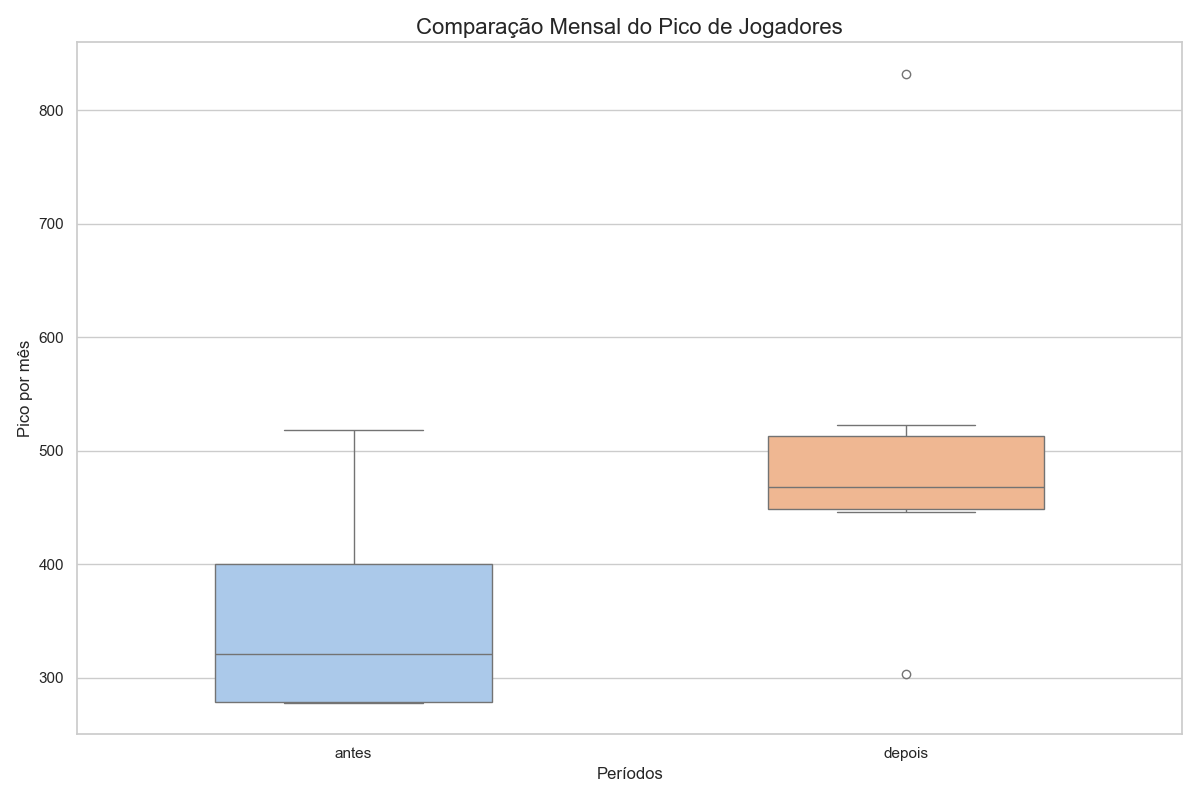 Comparação Mensal do Pico de Jogadores
800
700
600
500
400
300
Pico por mês
antes
depois
Períodos